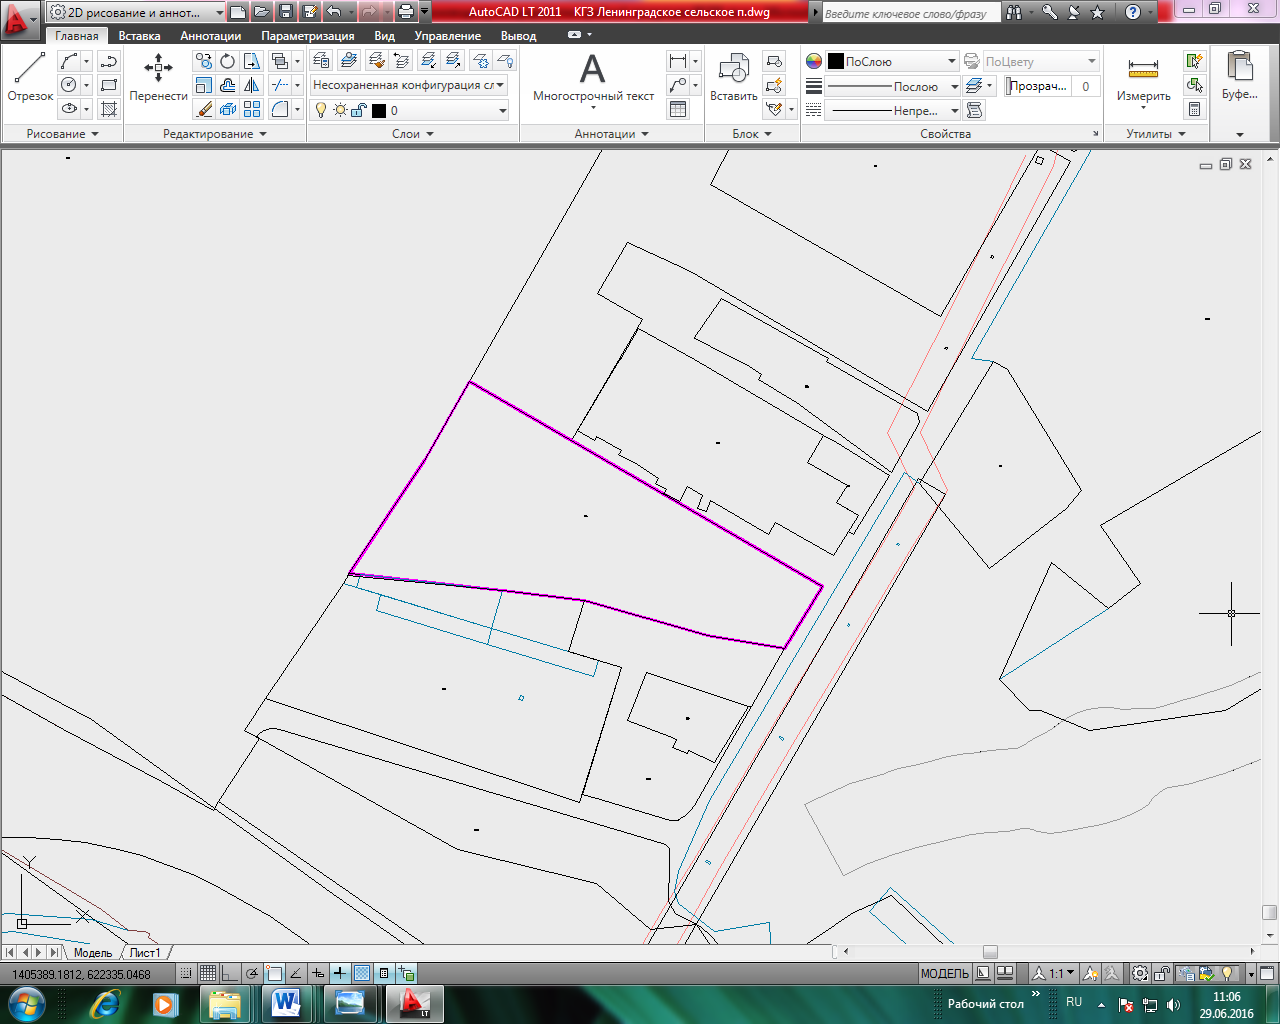 2D рисование и аннот...
AutoCAD LT 2011 КГЗ Ленинградское сельское п.dwg
Введите ключевое слово/фразу
Главная Вставка Аннотации Параметризация Вид Управление Вывод
Отрезок
Перенести
Несохраненная конфигурация сл
0
A
Многострочный текст
Вставить
ПоСлою
ПоЦвету
Послою
Прозрач... 0
Непре...
Измерить
Буфе...
Рисование Редактирование Слои Аннотации Блок Свойства Утилиты
Y
X
Модель Лист1
1405389.1812, 622335.0468
МОДЕЛЬ 1:1
LT
Рабочий стол » RU
11:06
29.06.2016